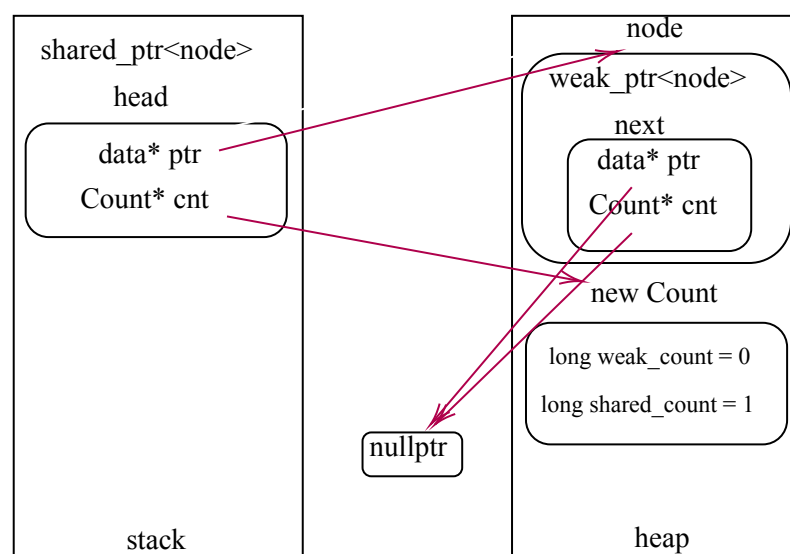 shared_ptr<node>
head
data* ptr
Count* cnt
stack
nullptr
node
weak_ptr<node>
next
data* ptr
Count* cnt
new Count
long weak_count = 0
long shared_count = 1
heap